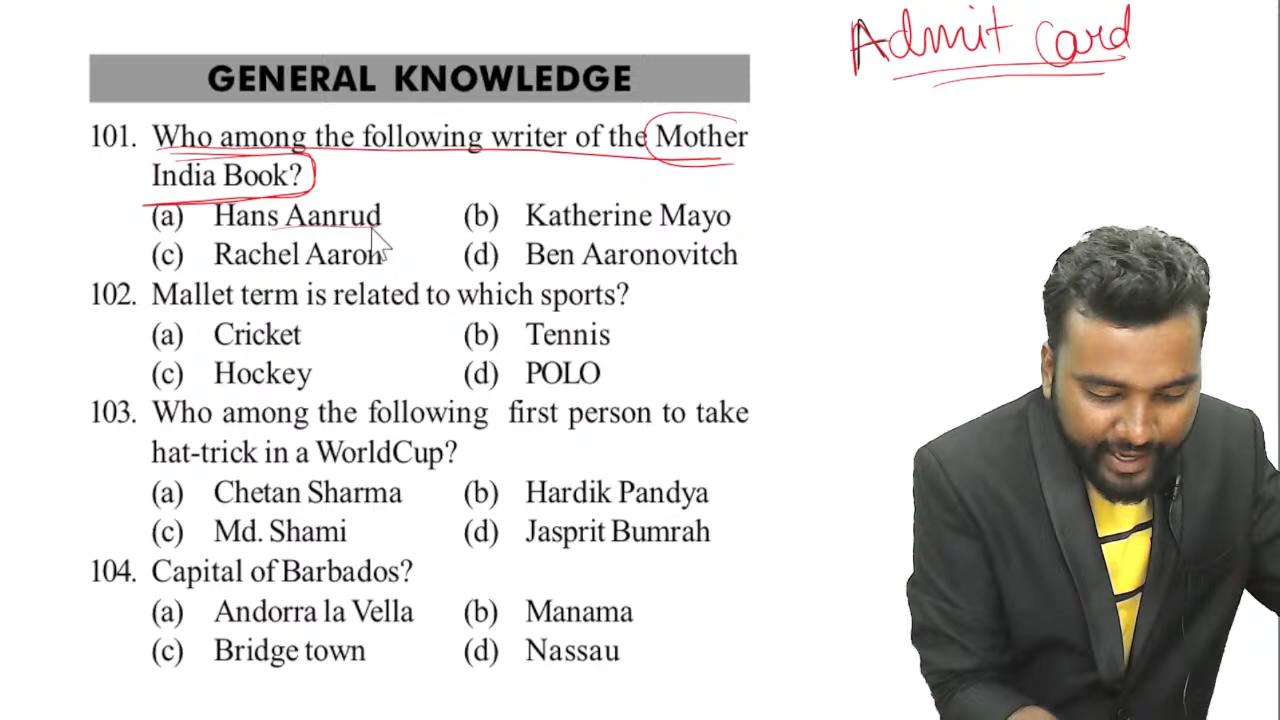 Admit Card
GENERAL KNOWLEDGE
101. Who among the following writer of the Mother
India Book?
(a) Hans Aanrud (b) Katherine Mayo
(c) Rachel Aaron (d) Ben Aaronovitch
102. Mallet term is related to which sports?
(a) Cricket (b) Tennis
(c) Hockey (d) POLO
103. Who among the following first person to take
hat-trick in a WorldCup?
(a) Chetan Sharma (b) Hardik Pandya
(c) Md. Shami (d) Jasprit Bumrah
104. Capital of Barbados?
(a) Andorra la Vella (b) Manama
(c) Bridge town (d) Nassau